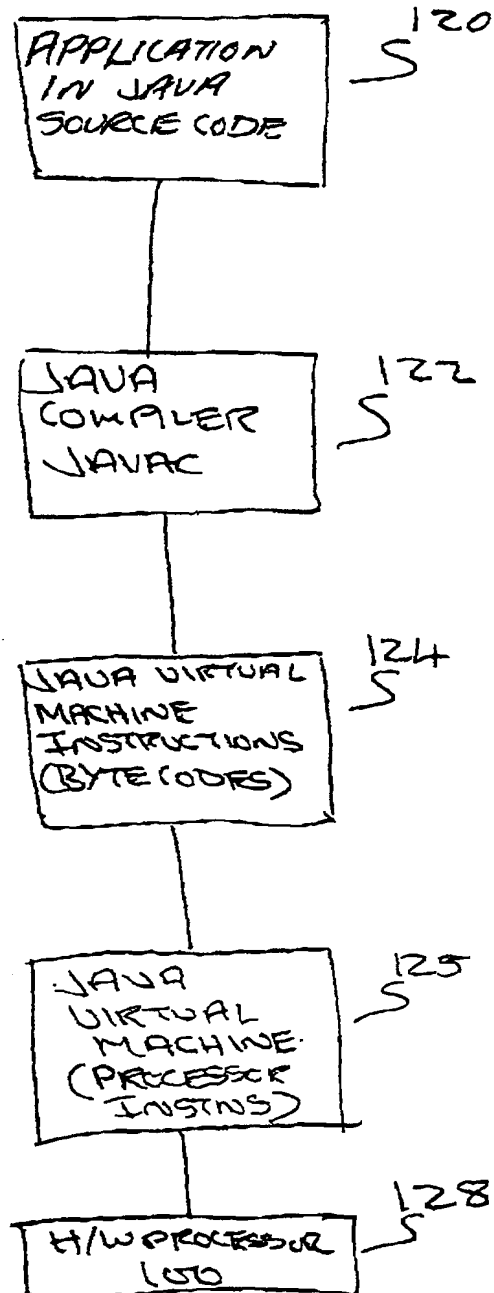 120
APPLICATION
IN JAVA
SOURCE CODE
122
JAVA
COMPILER
JAVAC
124
JAVA VIRTUAL
MACHINE
INSTRUCTIONS
(BYTE CODES)
125
JAVA
VIRTUAL
MACHINE
(PROCESSOR
INSTNS)
128
H/W PROCESSOR
100